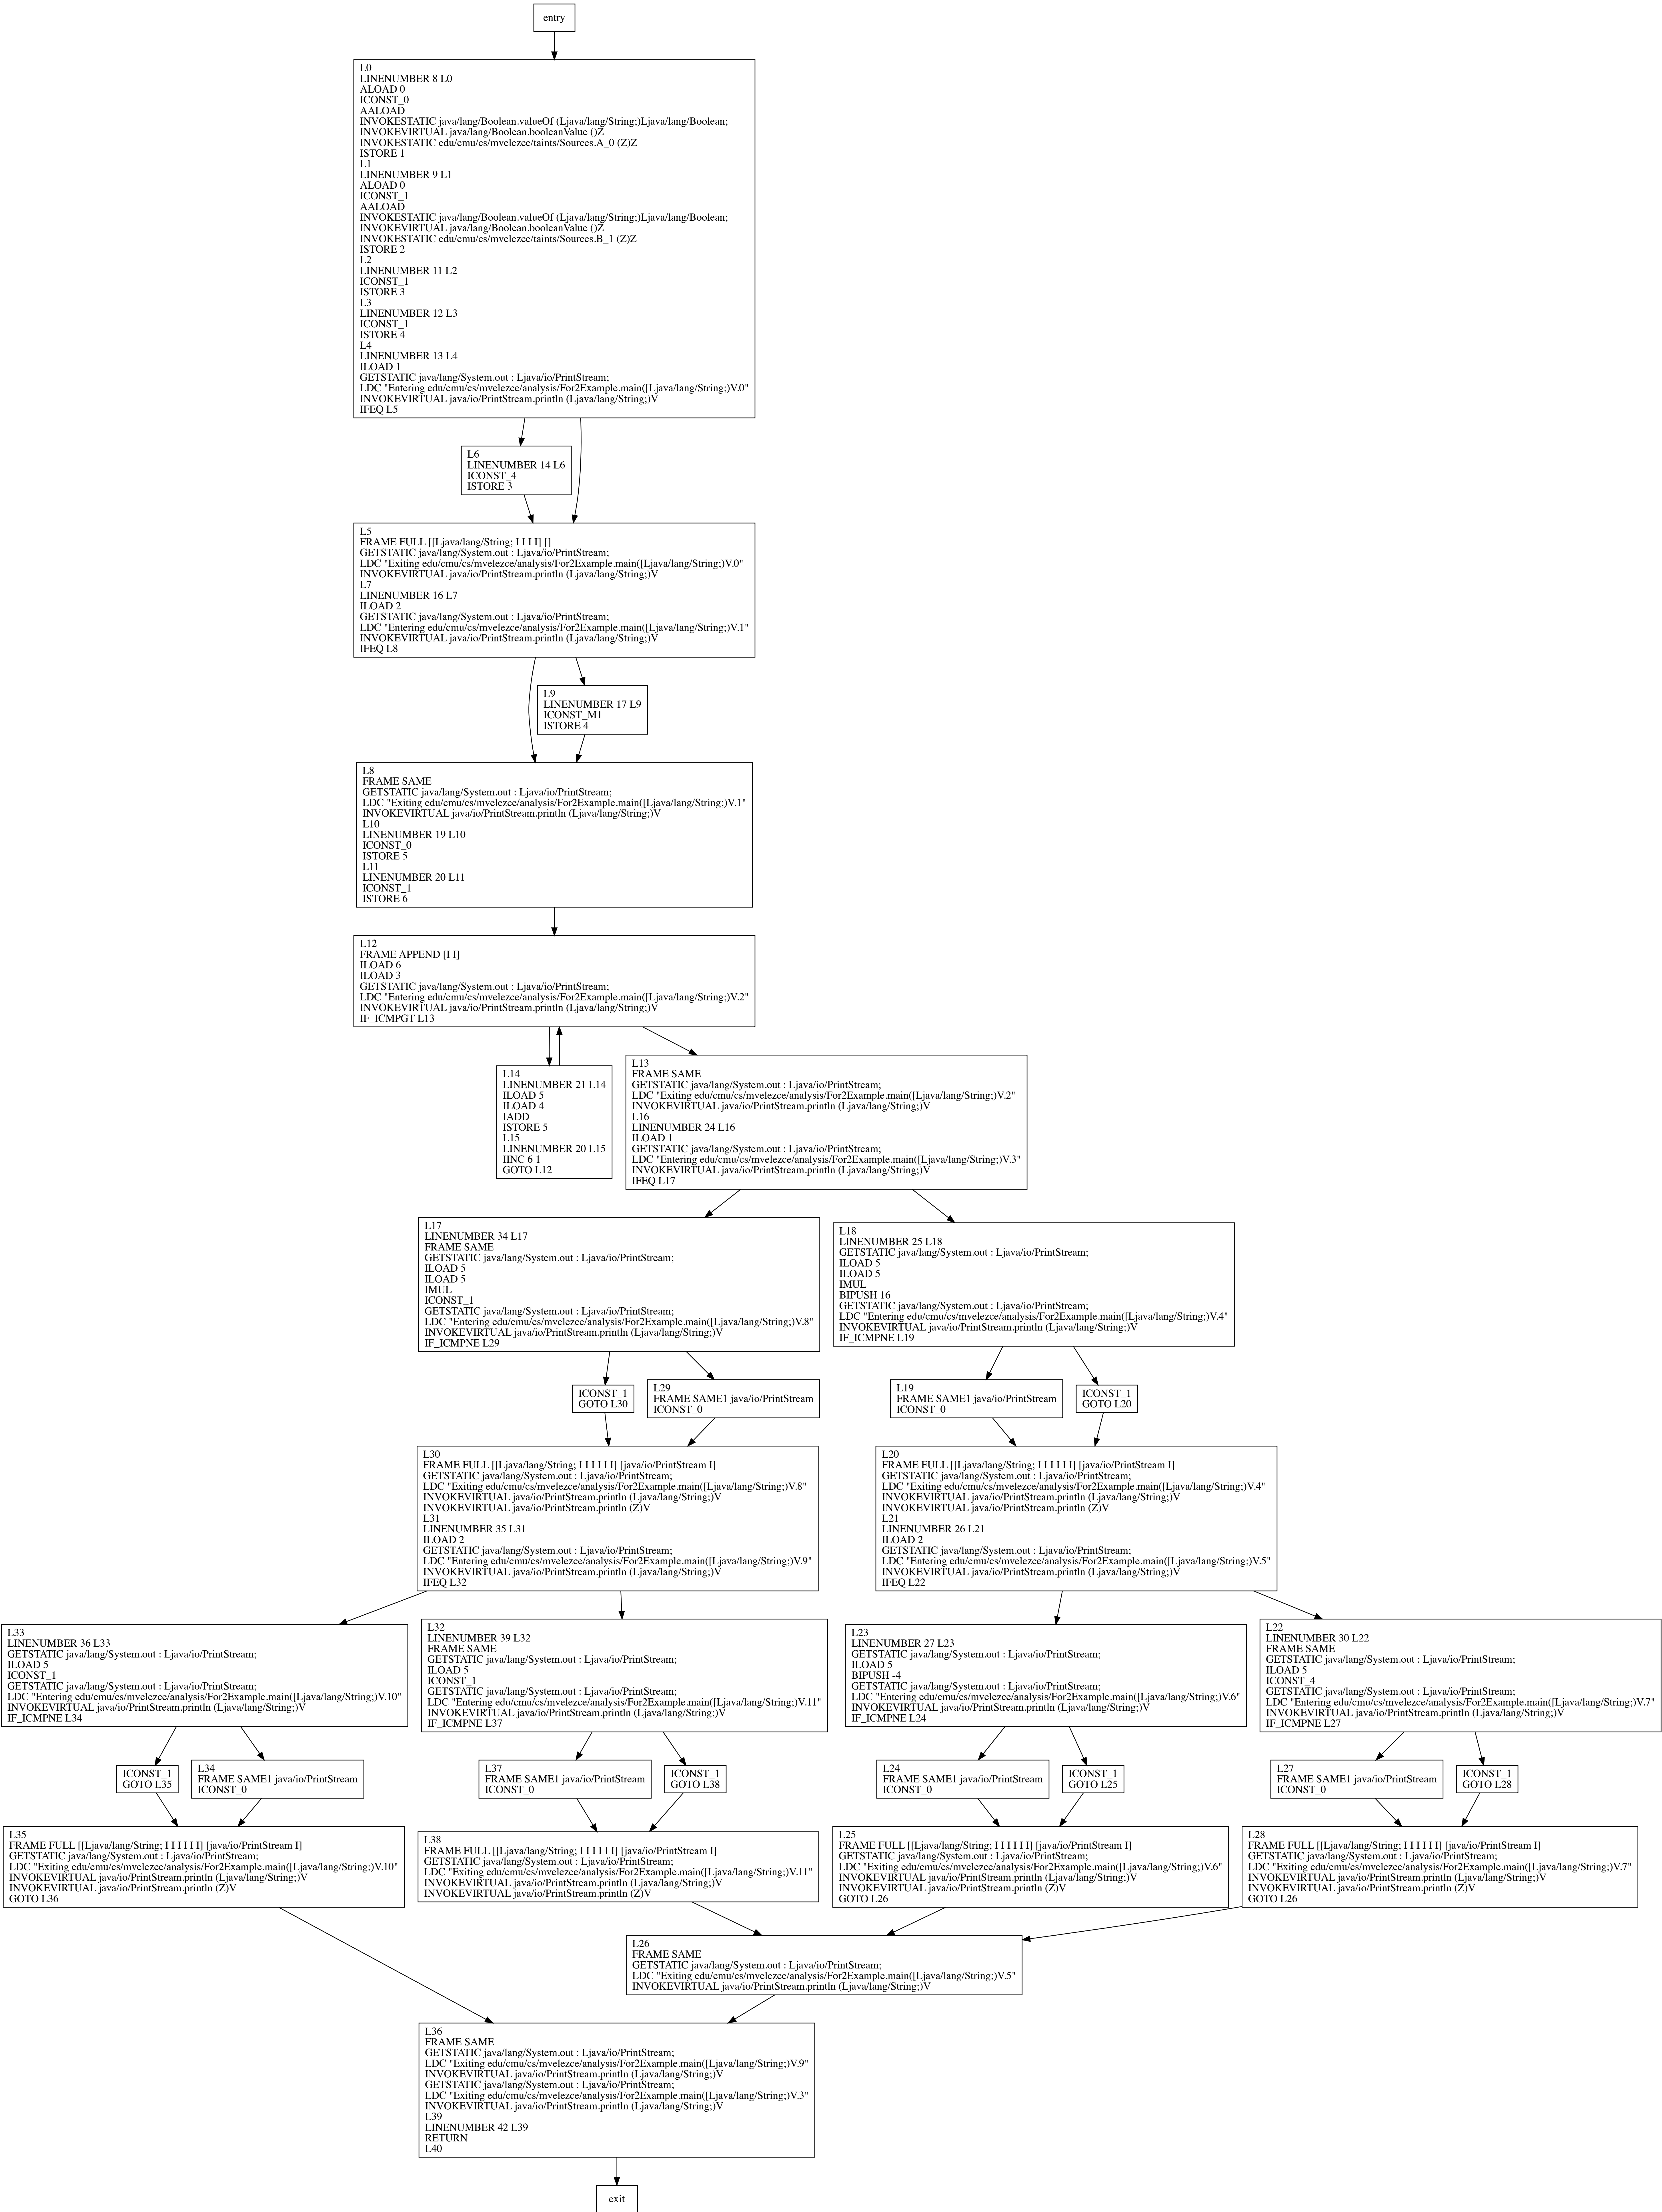 entry
L0
LINENUMBER 8 L0
ALOAD 0
ICONST_0
AALOAD
INVOKESTATIC java/lang/Boolean.valueOf (Ljava/lang/String;)Ljava/lang/Boolean;
INVOKEVIRTUAL java/lang/Boolean.booleanValue ()Z
INVOKESTATIC edu/cmu/cs/mvelezce/taints/Sources.A_0 (Z)Z
ISTORE 1
L1
LINENUMBER 9 L1
ALOAD 0
ICONST_1
AALOAD
INVOKESTATIC java/lang/Boolean.valueOf (Ljava/lang/String;)Ljava/lang/Boolean;
INVOKEVIRTUAL java/lang/Boolean.booleanValue ()Z
INVOKESTATIC edu/cmu/cs/mvelezce/taints/Sources.B_1 (Z)Z
ISTORE 2
L2
LINENUMBER 11 L2
ICONST_1
ISTORE 3
L3
LINENUMBER 12 L3
ICONST_1
ISTORE 4
L4
LINENUMBER 13 L4
ILOAD 1
GETSTATIC java/lang/System.out : Ljava/io/PrintStream;
LDC "Entering edu/cmu/cs/mvelezce/analysis/For2Example.main([Ljava/lang/String;)V.0"
INVOKEVIRTUAL java/io/PrintStream.println (Ljava/lang/String;)V
IFEQ L5
L6
LINENUMBER 14 L6
ICONST_4
ISTORE 3
L5
FRAME FULL [[Ljava/lang/String; I I I I] []
GETSTATIC java/lang/System.out : Ljava/io/PrintStream;
LDC "Exiting edu/cmu/cs/mvelezce/analysis/For2Example.main([Ljava/lang/String;)V.0"
INVOKEVIRTUAL java/io/PrintStream.println (Ljava/lang/String;)V
L7
LINENUMBER 16 L7
ILOAD 2
GETSTATIC java/lang/System.out : Ljava/io/PrintStream;
LDC "Entering edu/cmu/cs/mvelezce/analysis/For2Example.main([Ljava/lang/String;)V.1"
INVOKEVIRTUAL java/io/PrintStream.println (Ljava/lang/String;)V
IFEQ L8
L9
LINENUMBER 17 L9
ICONST_M1
ISTORE 4
L8
FRAME SAME
GETSTATIC java/lang/System.out : Ljava/io/PrintStream;
LDC "Exiting edu/cmu/cs/mvelezce/analysis/For2Example.main([Ljava/lang/String;)V.1"
INVOKEVIRTUAL java/io/PrintStream.println (Ljava/lang/String;)V
L10
LINENUMBER 19 L10
ICONST_0
ISTORE 5
L11
LINENUMBER 20 L11
ICONST_1
ISTORE 6
L12
FRAME APPEND [I I]
ILOAD 6
ILOAD 3
GETSTATIC java/lang/System.out : Ljava/io/PrintStream;
LDC "Entering edu/cmu/cs/mvelezce/analysis/For2Example.main([Ljava/lang/String;)V.2"
INVOKEVIRTUAL java/io/PrintStream.println (Ljava/lang/String;)V
IF_ICMPGT L13
L14
LINENUMBER 21 L14
ILOAD 5
ILOAD 4
IADD
ISTORE 5
L15
LINENUMBER 20 L15
IINC 6 1
GOTO L12
L13
FRAME SAME
GETSTATIC java/lang/System.out : Ljava/io/PrintStream;
LDC "Exiting edu/cmu/cs/mvelezce/analysis/For2Example.main([Ljava/lang/String;)V.2"
INVOKEVIRTUAL java/io/PrintStream.println (Ljava/lang/String;)V
L16
LINENUMBER 24 L16
ILOAD 1
GETSTATIC java/lang/System.out : Ljava/io/PrintStream;
LDC "Entering edu/cmu/cs/mvelezce/analysis/For2Example.main([Ljava/lang/String;)V.3"
INVOKEVIRTUAL java/io/PrintStream.println (Ljava/lang/String;)V
IFEQ L17
L17
LINENUMBER 34 L17
FRAME SAME
GETSTATIC java/lang/System.out : Ljava/io/PrintStream;
ILOAD 5
ILOAD 5
IMUL
ICONST_1
GETSTATIC java/lang/System.out : Ljava/io/PrintStream;
LDC "Entering edu/cmu/cs/mvelezce/analysis/For2Example.main([Ljava/lang/String;)V.8"
INVOKEVIRTUAL java/io/PrintStream.println (Ljava/lang/String;)V
IF_ICMPNE L29
L18
LINENUMBER 25 L18
GETSTATIC java/lang/System.out : Ljava/io/PrintStream;
ILOAD 5
ILOAD 5
IMUL
BIPUSH 16
GETSTATIC java/lang/System.out : Ljava/io/PrintStream;
LDC "Entering edu/cmu/cs/mvelezce/analysis/For2Example.main([Ljava/lang/String;)V.4"
INVOKEVIRTUAL java/io/PrintStream.println (Ljava/lang/String;)V
IF_ICMPNE L19
ICONST_1
GOTO L30
L29
FRAME SAME1 java/io/PrintStream
ICONST_0
L19
FRAME SAME1 java/io/PrintStream
ICONST_0
ICONST_1
GOTO L20
L30
FRAME FULL [[Ljava/lang/String; I I I I I I] [java/io/PrintStream I]
GETSTATIC java/lang/System.out : Ljava/io/PrintStream;
LDC "Exiting edu/cmu/cs/mvelezce/analysis/For2Example.main([Ljava/lang/String;)V.8"
INVOKEVIRTUAL java/io/PrintStream.println (Ljava/lang/String;)V
INVOKEVIRTUAL java/io/PrintStream.println (Z)V
L31
LINENUMBER 35 L31
ILOAD 2
GETSTATIC java/lang/System.out : Ljava/io/PrintStream;
LDC "Entering edu/cmu/cs/mvelezce/analysis/For2Example.main([Ljava/lang/String;)V.9"
INVOKEVIRTUAL java/io/PrintStream.println (Ljava/lang/String;)V
IFEQ L32
L20
FRAME FULL [[Ljava/lang/String; I I I I I I] [java/io/PrintStream I]
GETSTATIC java/lang/System.out : Ljava/io/PrintStream;
LDC "Exiting edu/cmu/cs/mvelezce/analysis/For2Example.main([Ljava/lang/String;)V.4"
INVOKEVIRTUAL java/io/PrintStream.println (Ljava/lang/String;)V
INVOKEVIRTUAL java/io/PrintStream.println (Z)V
L21
LINENUMBER 26 L21
ILOAD 2
GETSTATIC java/lang/System.out : Ljava/io/PrintStream;
LDC "Entering edu/cmu/cs/mvelezce/analysis/For2Example.main([Ljava/lang/String;)V.5"
INVOKEVIRTUAL java/io/PrintStream.println (Ljava/lang/String;)V
IFEQ L22
L33
LINENUMBER 36 L33
GETSTATIC java/lang/System.out : Ljava/io/PrintStream;
ILOAD 5
ICONST_1
GETSTATIC java/lang/System.out : Ljava/io/PrintStream;
LDC "Entering edu/cmu/cs/mvelezce/analysis/For2Example.main([Ljava/lang/String;)V.10"
INVOKEVIRTUAL java/io/PrintStream.println (Ljava/lang/String;)V
IF_ICMPNE L34
L32
LINENUMBER 39 L32
FRAME SAME
GETSTATIC java/lang/System.out : Ljava/io/PrintStream;
ILOAD 5
ICONST_1
GETSTATIC java/lang/System.out : Ljava/io/PrintStream;
LDC "Entering edu/cmu/cs/mvelezce/analysis/For2Example.main([Ljava/lang/String;)V.11"
INVOKEVIRTUAL java/io/PrintStream.println (Ljava/lang/String;)V
IF_ICMPNE L37
L23
LINENUMBER 27 L23
GETSTATIC java/lang/System.out : Ljava/io/PrintStream;
ILOAD 5
BIPUSH -4
GETSTATIC java/lang/System.out : Ljava/io/PrintStream;
LDC "Entering edu/cmu/cs/mvelezce/analysis/For2Example.main([Ljava/lang/String;)V.6"
INVOKEVIRTUAL java/io/PrintStream.println (Ljava/lang/String;)V
IF_ICMPNE L24
L22
LINENUMBER 30 L22
FRAME SAME
GETSTATIC java/lang/System.out : Ljava/io/PrintStream;
ILOAD 5
ICONST_4
GETSTATIC java/lang/System.out : Ljava/io/PrintStream;
LDC "Entering edu/cmu/cs/mvelezce/analysis/For2Example.main([Ljava/lang/String;)V.7"
INVOKEVIRTUAL java/io/PrintStream.println (Ljava/lang/String;)V
IF_ICMPNE L27
ICONST_1
GOTO L35
L34
FRAME SAME1 java/io/PrintStream
ICONST_0
L37
FRAME SAME1 java/io/PrintStream
ICONST_0
ICONST_1
GOTO L38
L24
FRAME SAME1 java/io/PrintStream
ICONST_0
ICONST_1
GOTO L25
L27
FRAME SAME1 java/io/PrintStream
ICONST_0
ICONST_1
GOTO L28
L35
FRAME FULL [[Ljava/lang/String; I I I I I I] [java/io/PrintStream I]
GETSTATIC java/lang/System.out : Ljava/io/PrintStream;
LDC "Exiting edu/cmu/cs/mvelezce/analysis/For2Example.main([Ljava/lang/String;)V.10"
INVOKEVIRTUAL java/io/PrintStream.println (Ljava/lang/String;)V
INVOKEVIRTUAL java/io/PrintStream.println (Z)V
GOTO L36
L38
FRAME FULL [[Ljava/lang/String; I I I I I I] [java/io/PrintStream I]
GETSTATIC java/lang/System.out : Ljava/io/PrintStream;
LDC "Exiting edu/cmu/cs/mvelezce/analysis/For2Example.main([Ljava/lang/String;)V.11"
INVOKEVIRTUAL java/io/PrintStream.println (Ljava/lang/String;)V
INVOKEVIRTUAL java/io/PrintStream.println (Z)V
L25
FRAME FULL [[Ljava/lang/String; I I I I I I] [java/io/PrintStream I]
GETSTATIC java/lang/System.out : Ljava/io/PrintStream;
LDC "Exiting edu/cmu/cs/mvelezce/analysis/For2Example.main([Ljava/lang/String;)V.6"
INVOKEVIRTUAL java/io/PrintStream.println (Ljava/lang/String;)V
INVOKEVIRTUAL java/io/PrintStream.println (Z)V
GOTO L26
L28
FRAME FULL [[Ljava/lang/String; I I I I I I] [java/io/PrintStream I]
GETSTATIC java/lang/System.out : Ljava/io/PrintStream;
LDC "Exiting edu/cmu/cs/mvelezce/analysis/For2Example.main([Ljava/lang/String;)V.7"
INVOKEVIRTUAL java/io/PrintStream.println (Ljava/lang/String;)V
INVOKEVIRTUAL java/io/PrintStream.println (Z)V
GOTO L26
L26
FRAME SAME
GETSTATIC java/lang/System.out : Ljava/io/PrintStream;
LDC "Exiting edu/cmu/cs/mvelezce/analysis/For2Example.main([Ljava/lang/String;)V.5"
INVOKEVIRTUAL java/io/PrintStream.println (Ljava/lang/String;)V
L36
FRAME SAME
GETSTATIC java/lang/System.out : Ljava/io/PrintStream;
LDC "Exiting edu/cmu/cs/mvelezce/analysis/For2Example.main([Ljava/lang/String;)V.9"
INVOKEVIRTUAL java/io/PrintStream.println (Ljava/lang/String;)V
GETSTATIC java/lang/System.out : Ljava/io/PrintStream;
LDC "Exiting edu/cmu/cs/mvelezce/analysis/For2Example.main([Ljava/lang/String;)V.3"
INVOKEVIRTUAL java/io/PrintStream.println (Ljava/lang/String;)V
L39
LINENUMBER 42 L39
RETURN
L40
exit